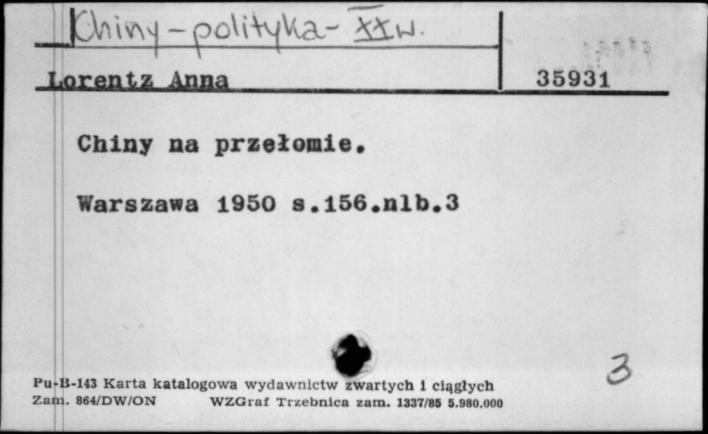 Chiny - polityka - XX w.
Lorentz Anna 35931
Chiny na przełomie.
Warszawa 1950 s.156.nlb.3
3
Pu-B-143 Karta katalogowa wydawnictw zwartych i ciągłych
Zam. 864/DW/ON WZGraf Trzebnica zam. 1337/85 5.980.000